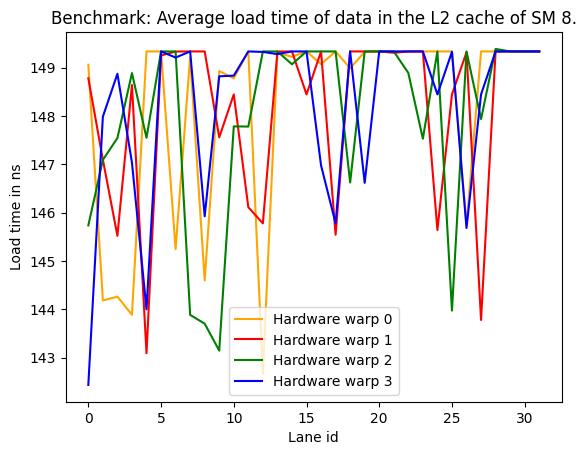 Benchmark: Average load time of data in the L2 cache of SM 8.
149
148
147
146
145
144
143
Load time in ns
Hardware warp 0
Hardware warp 1
Hardware warp 2
Hardware warp 3
0 5 10 15 20 25 30
Lane id